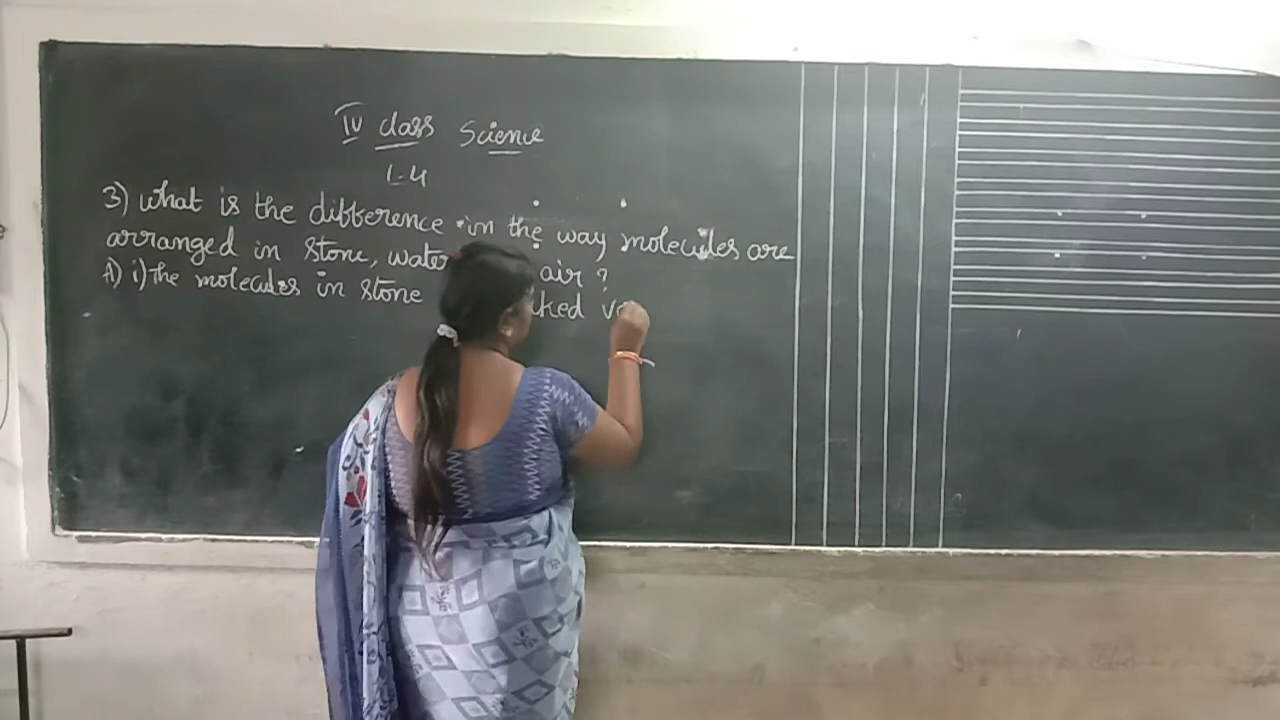 IV class Science
L-4
3) What is the difference in the way molecules are
arranged in stone, water air ?
A) i) The molecules in stone